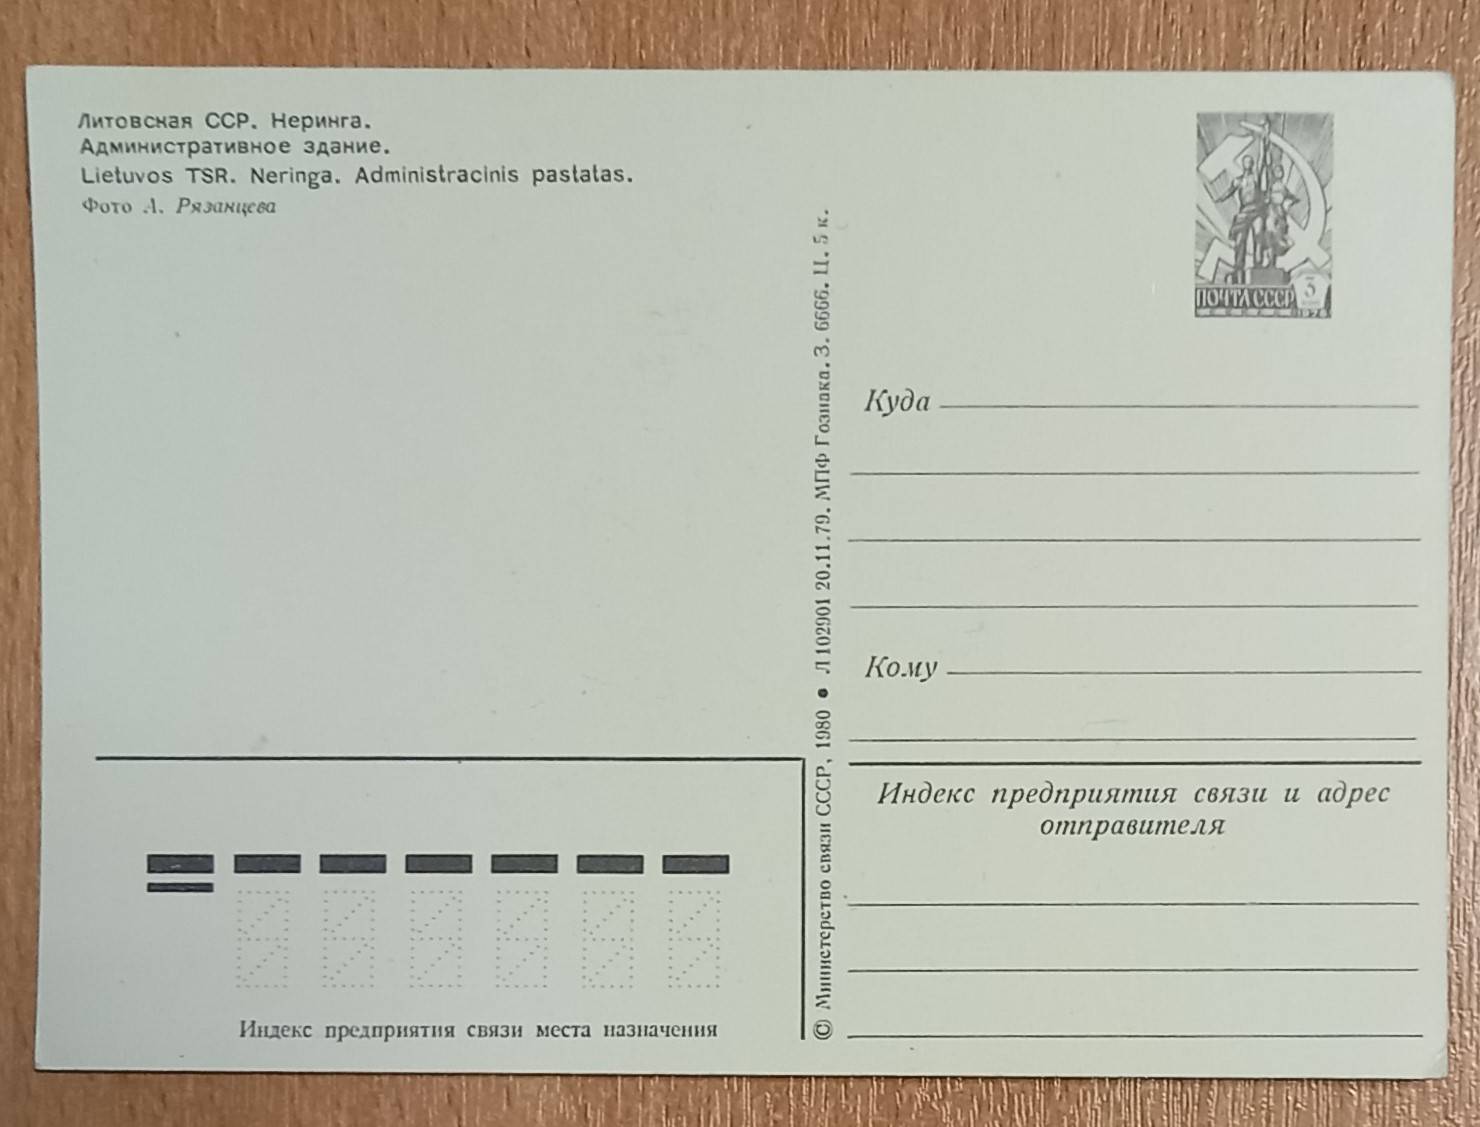 Литовская ССР. Неринга.
Административное здание.
Lietuvos TSR. Neringa. Administracinis pastatas.
Фото А. Рязанцева
ПОЧТА СССР 3
1976
© Министерство связи СССР, 1980 ● Л 102901 20.11.79. МПФ Гознака. З. 6666. Ц. 5 к.
Куда
Кому
Индекс предприятия связи и адрес
отправителя
Индекс предприятия связи места назначения